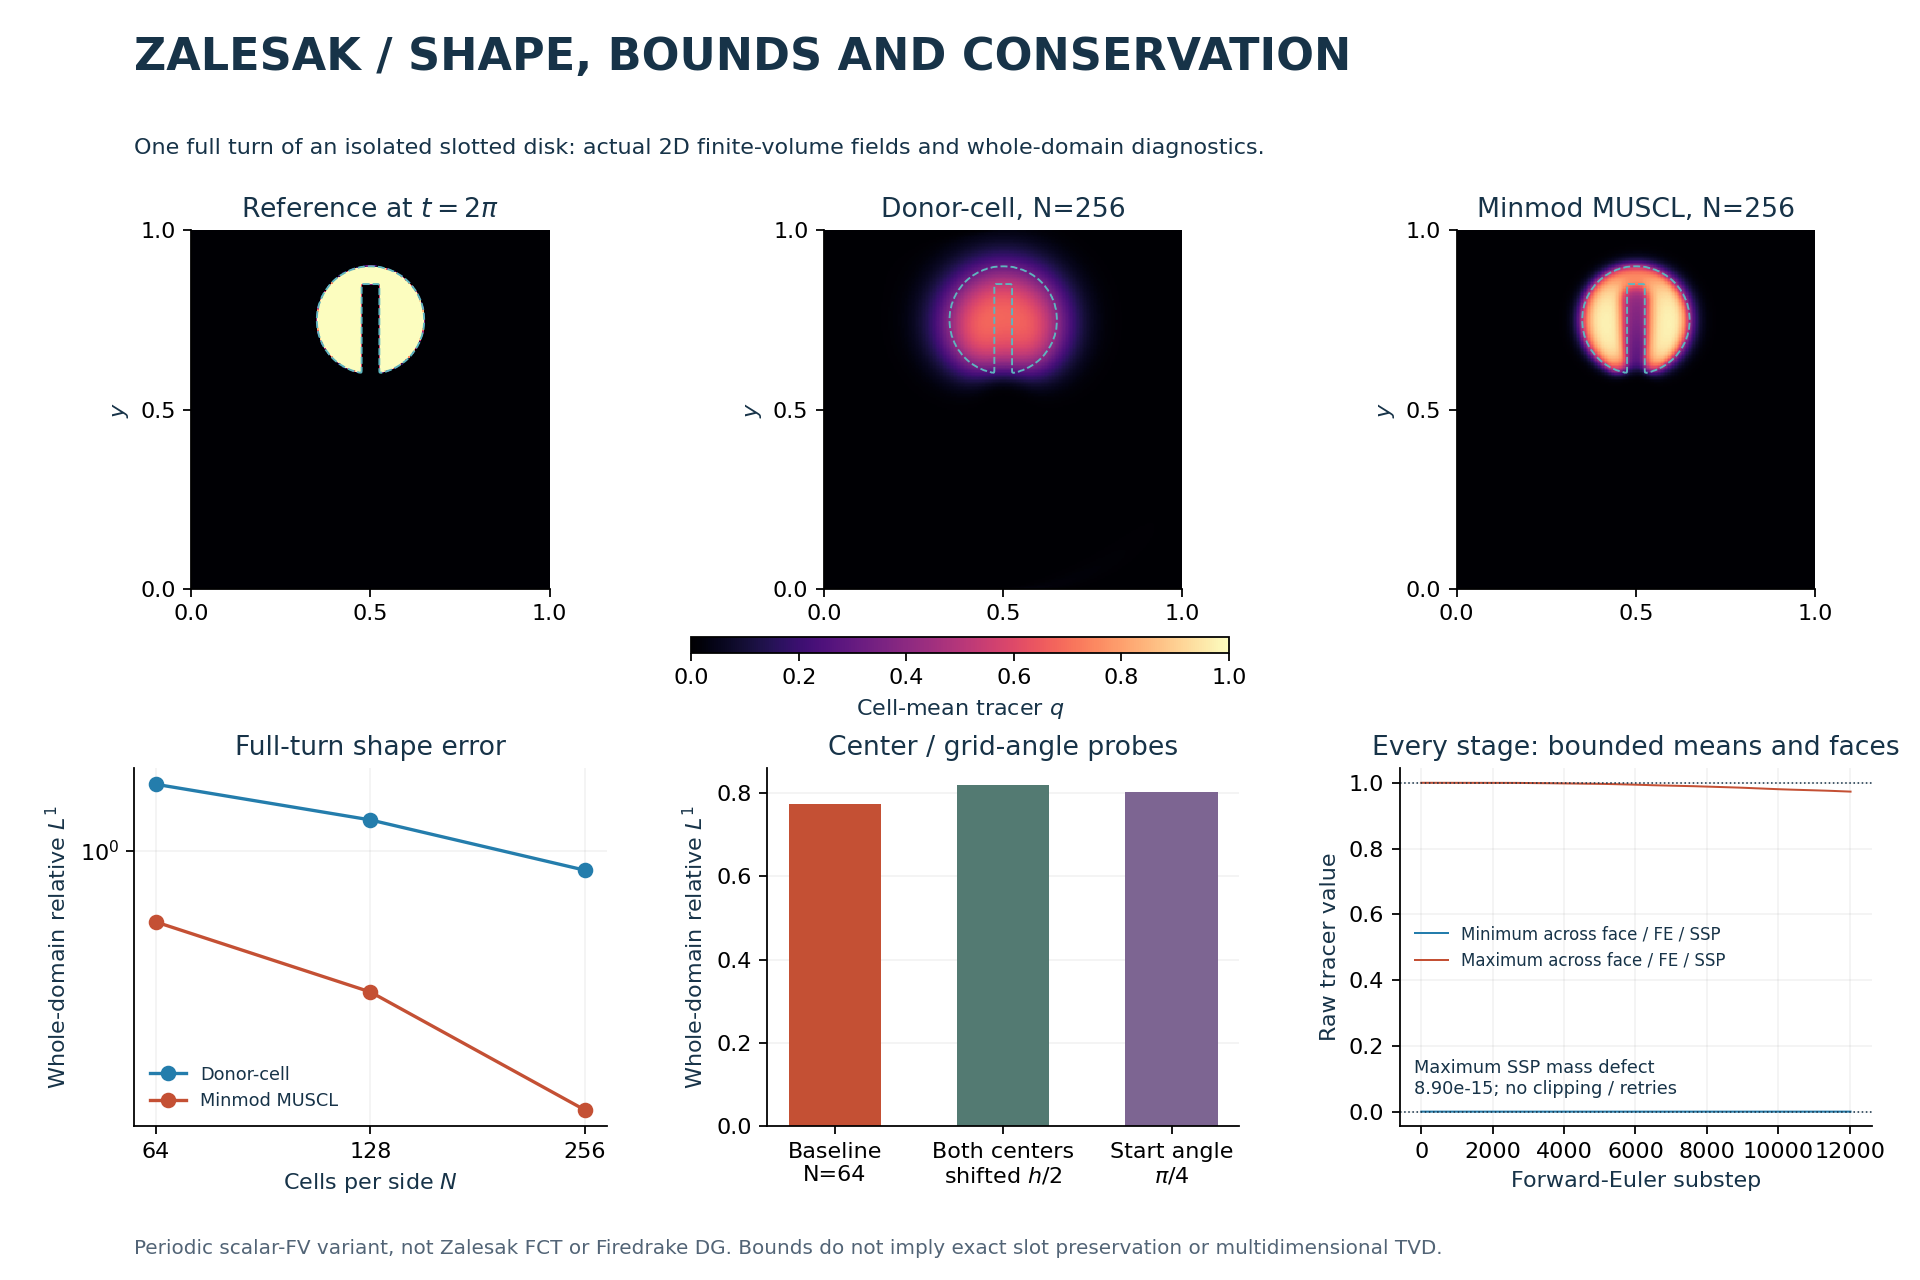 ZALESAK / SHAPE, BOUNDS AND CONSERVATION
One full turn of an isolated slotted disk: actual 2D finite-volume fields and whole-domain diagnostics.
Reference at t = 2π
1.0
0.5
0.0
y
0.0 0.5 1.0
Donor-cell, N=256
1.0
0.5
0.0
y
0.0 0.5 1.0
Minmod MUSCL, N=256
1.0
0.5
0.0
y
0.0 0.5 1.0
0.0 0.2 0.4 0.6 0.8 1.0
Cell-mean tracer q
Full-turn shape error
Whole-domain relative L¹
10⁰
Donor-cell
Minmod MUSCL
64 128 256
Cells per side N
Center / grid-angle probes
Whole-domain relative L¹
0.8
0.6
0.4
0.2
0.0
Baseline
N=64
Both centers
shifted h/2
Start angle
π/4
Every stage: bounded means and faces
Raw tracer value
1.0
0.8
0.6
0.4
0.2
0.0
Minimum across face / FE / SSP
Maximum across face / FE / SSP
Maximum SSP mass defect
8.90e-15; no clipping / retries
0 2000 4000 6000 8000 10000 12000
Forward-Euler substep
Periodic scalar-FV variant, not Zalesak FCT or Firedrake DG. Bounds do not imply exact slot preservation or multidimensional TVD.